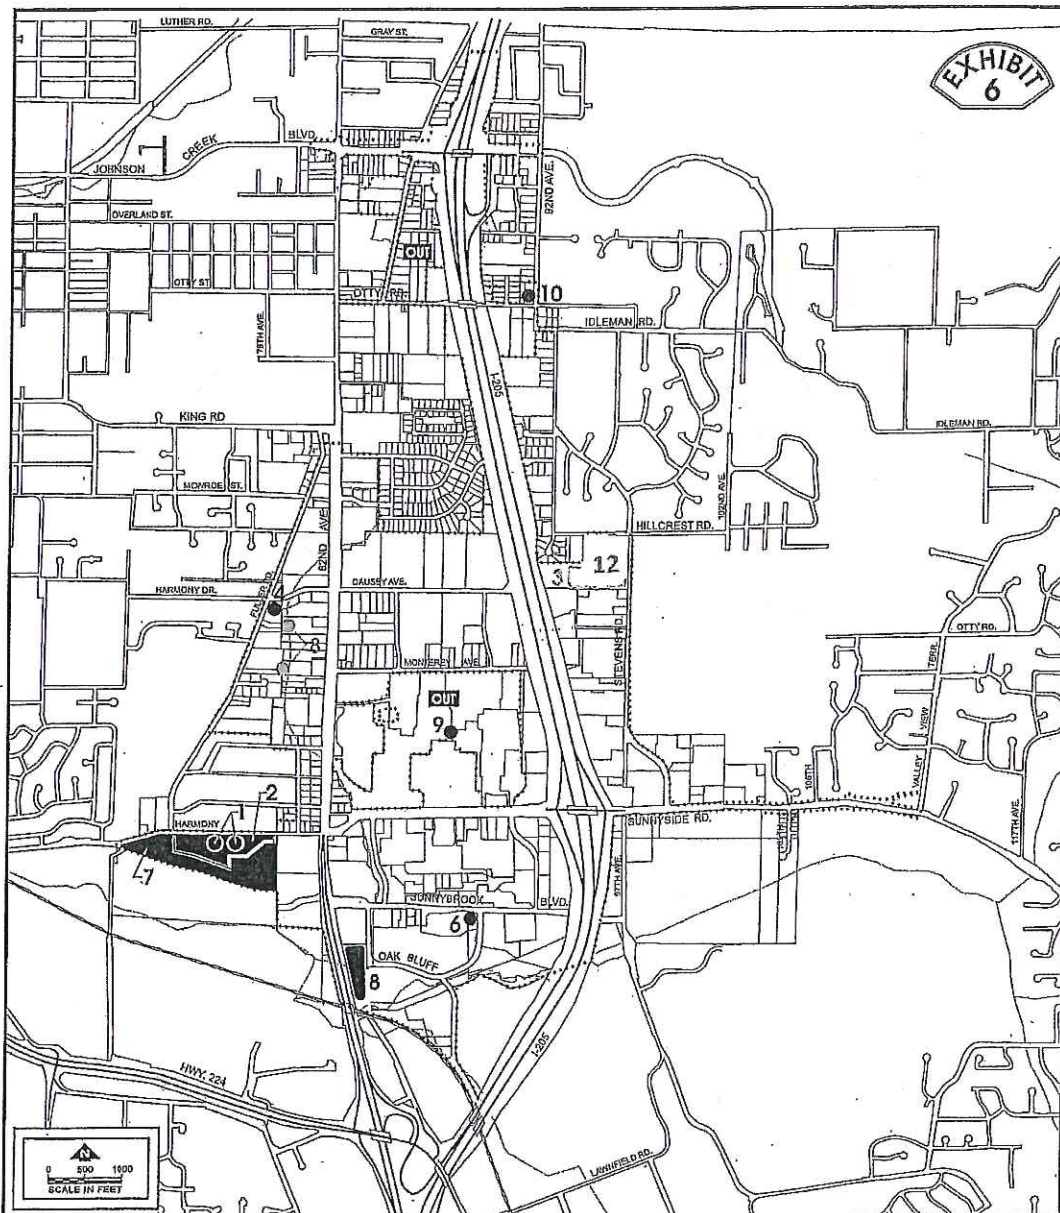 LUTHER RD.
GRAY ST.
EXHIBIT
6
BLVD.
CREEK
JOHNSON
92ND AVE.
OVERLAND ST.
OUT
OTTY ST.
OTTY RD.
10
IDLEMAN RD.
79TH AVE.
I-205
KING RD
IDLEMAN RD.
MONROE ST.
102ND AVE.
HILLCREST RD.
82ND AVE.
3
12
CAUSEY AVE.
HARMONY DR.
FULLER RD.
4
STEVENS RD.
OTTY RD.
3
MONTEREY AVE.
TERR.
VIEW
VALLEY
OUT
9
106TH
117TH AVE.
HARMONY
1
2
SUNNYSIDE RD.
7
97TH AVE.
SUNNYBROOK
BLVD.
6
OAK BLUFF
8
I-205
HWY. 224
LAWNFIELD RD.
N
0 500 1000
SCALE IN FEET